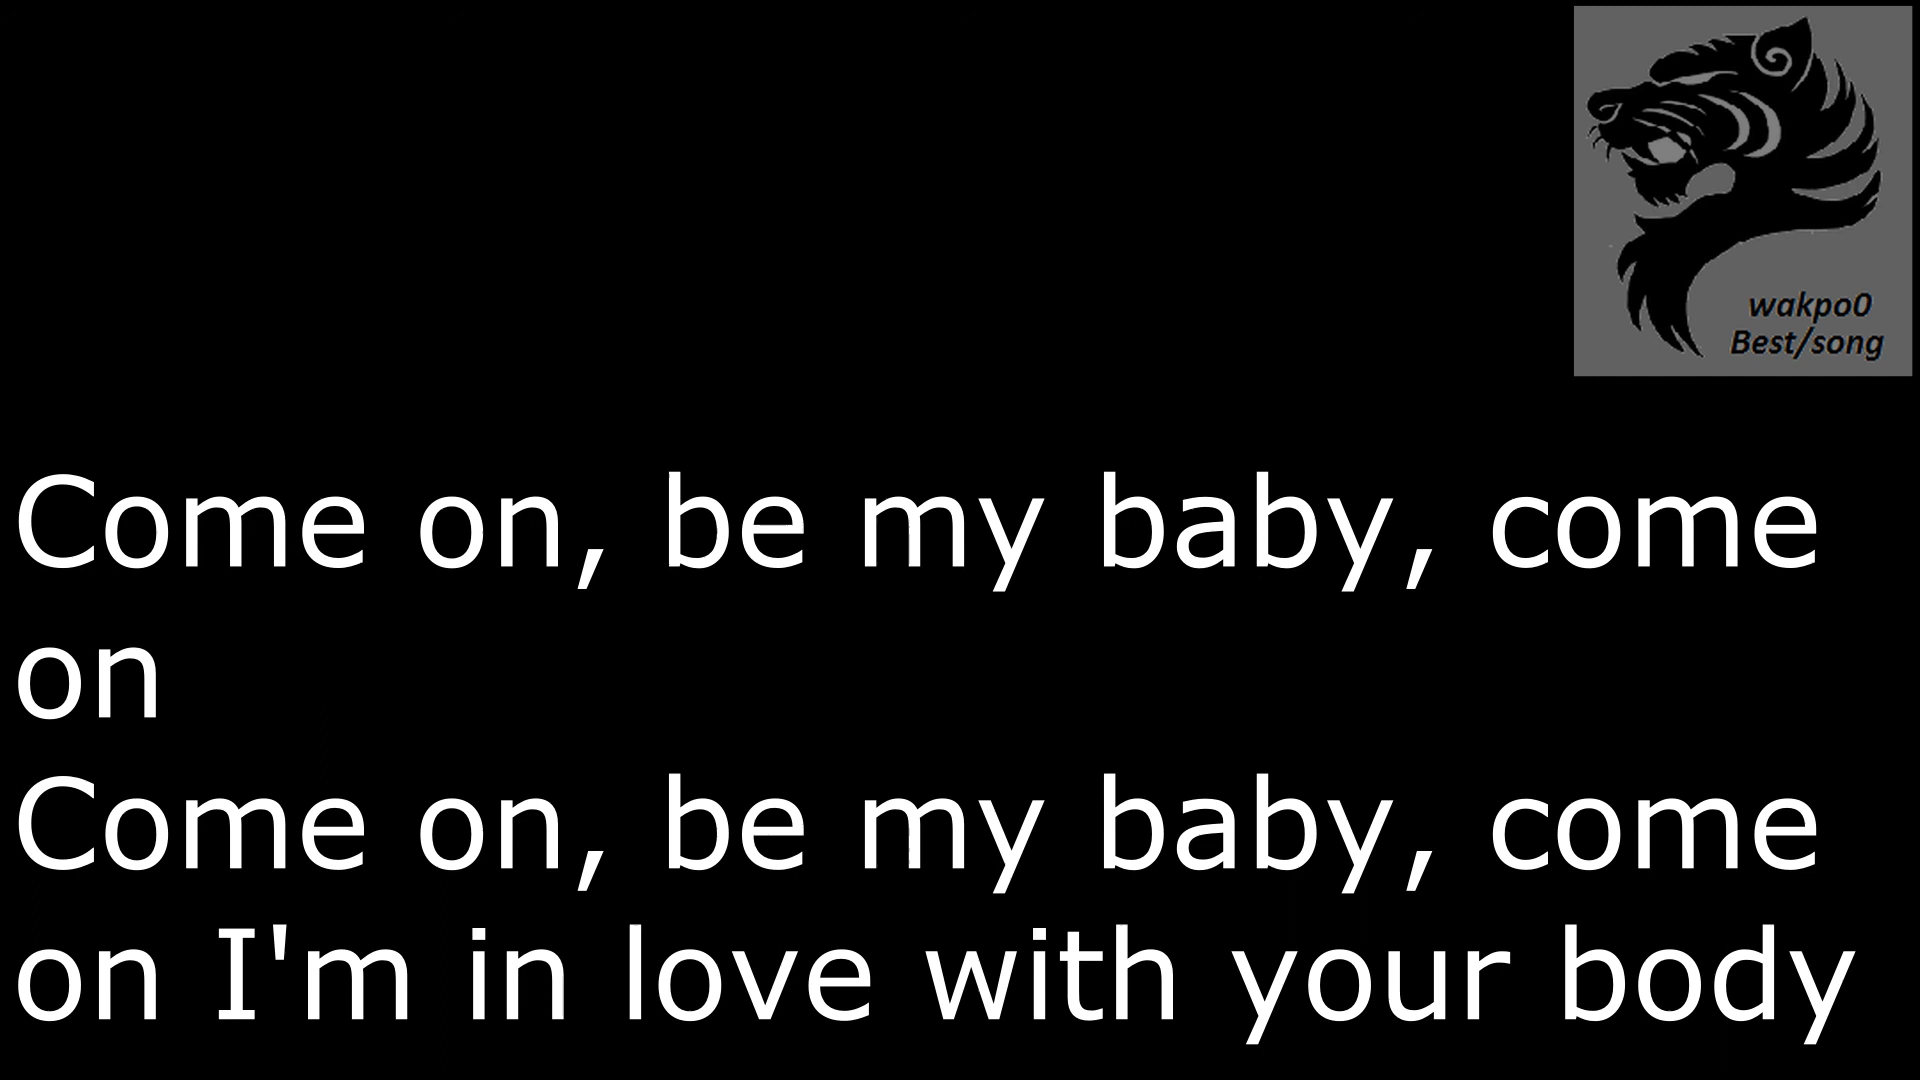 wakpo0
Best/song
Come on, be my baby, come
on
Come on, be my baby, come
on I'm in love with your body